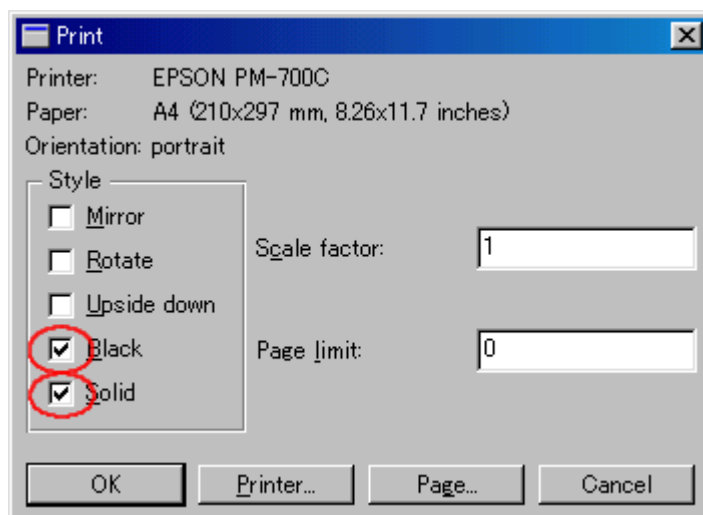 Print
Printer: EPSON PM-700C
Paper: A4 (210x297 mm, 8.26x11.7 inches)
Orientation: portrait
Style
Mirror
Rotate
Upside down
Black
Solid
Scale factor: 1
Page limit: 0
OK Printer... Page... Cancel